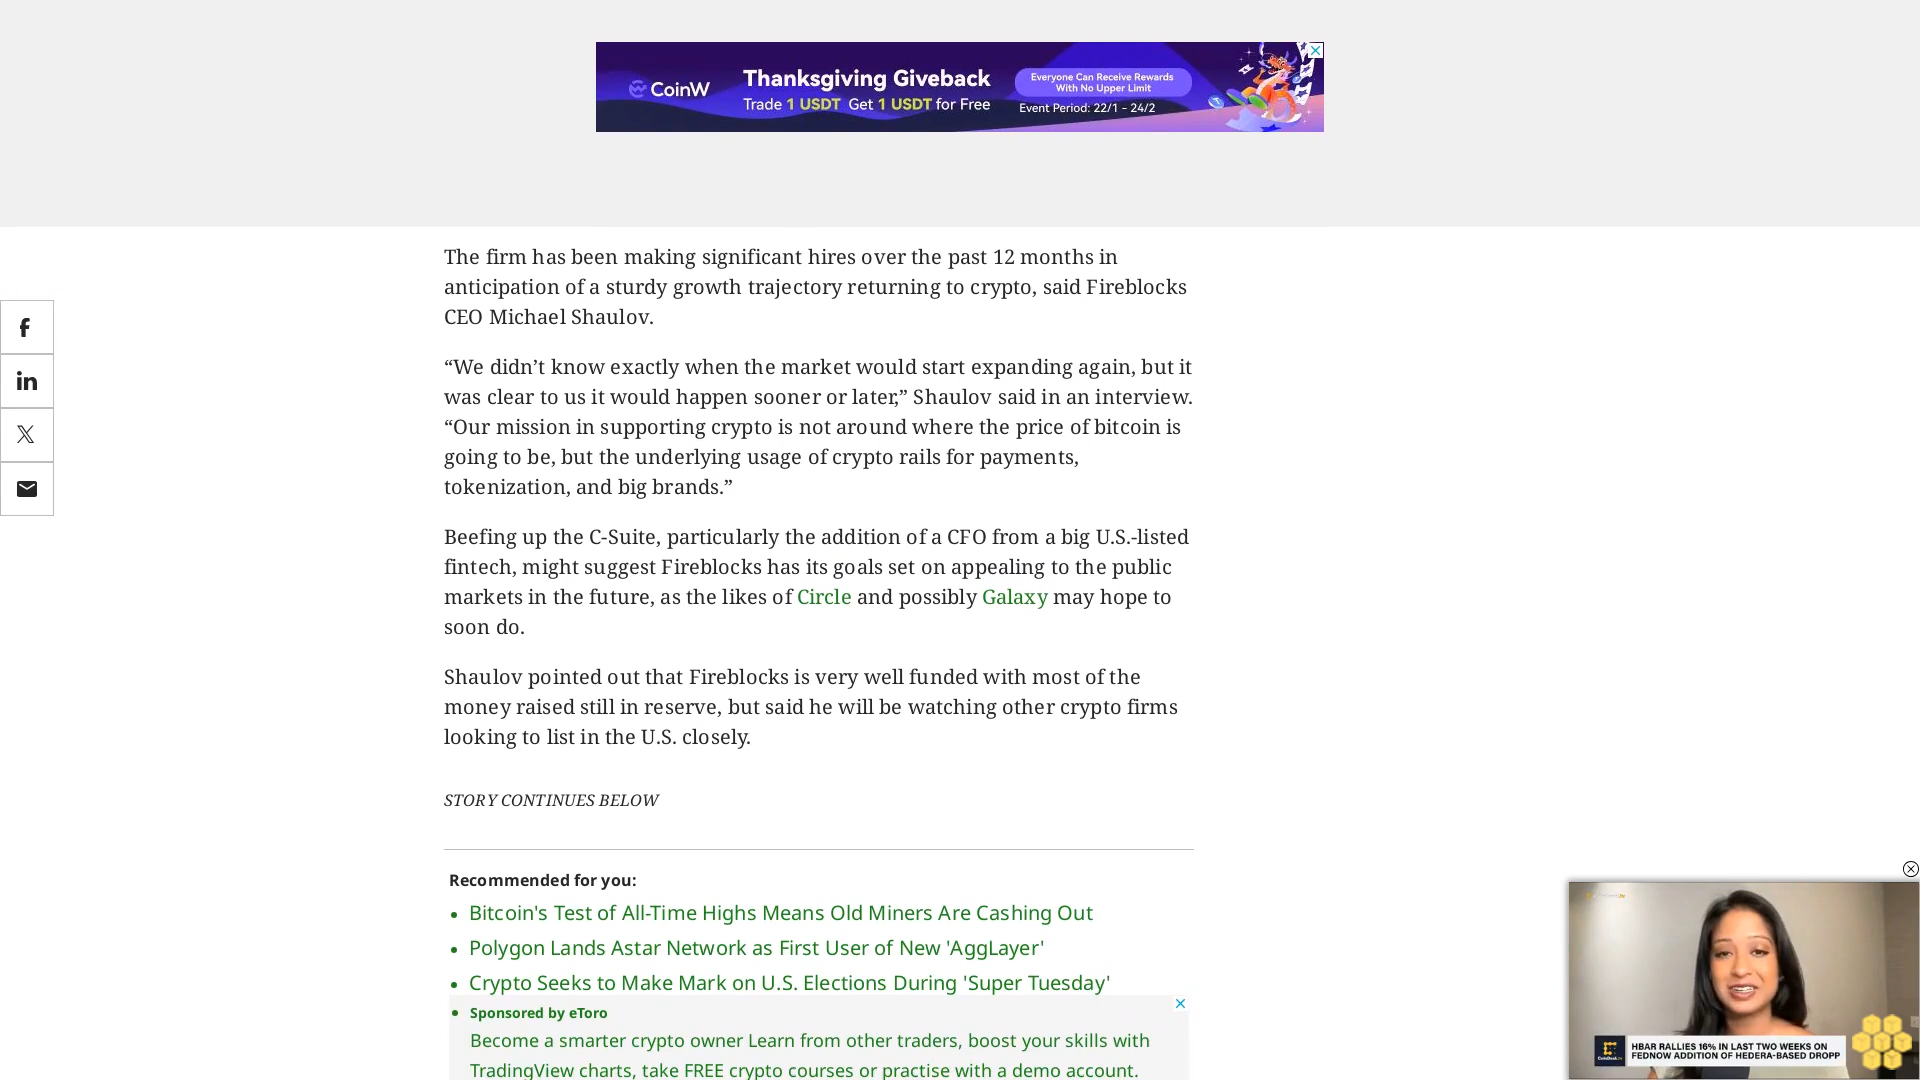 CoinW
Thanksgiving Giveback
Trade 1 USDT Get 1 USDT for Free
Everyone Can Receive Rewards
With No Upper Limit
Event Period: 22/1 - 24/2
The firm has been making significant hires over the past 12 months in
anticipation of a sturdy growth trajectory returning to crypto, said Fireblocks
CEO Michael Shaulov.
“We didn’t know exactly when the market would start expanding again, but it
was clear to us it would happen sooner or later,” Shaulov said in an interview.
“Our mission in supporting crypto is not around where the price of bitcoin is
going to be, but the underlying usage of crypto rails for payments,
tokenization, and big brands.”
Beefing up the C-Suite, particularly the addition of a CFO from a big U.S.-listed
fintech, might suggest Fireblocks has its goals set on appealing to the public
markets in the future, as the likes of Circle and possibly Galaxy may hope to
soon do.
Shaulov pointed out that Fireblocks is very well funded with most of the
money raised still in reserve, but said he will be watching other crypto firms
looking to list in the U.S. closely.
STORY CONTINUES BELOW
Recommended for you:
• Bitcoin's Test of All-Time Highs Means Old Miners Are Cashing Out
• Polygon Lands Astar Network as First User of New 'AggLayer'
• Crypto Seeks to Make Mark on U.S. Elections During 'Super Tuesday'
• Sponsored by eToro
Become a smarter crypto owner Learn from other traders, boost your skills with
TradingView charts, take FREE crypto courses or practise with a demo account.
HBAR RALLIES 16% IN LAST TWO WEEKS ON
FEDNOW ADDITION OF HEDERA-BASED DROPP